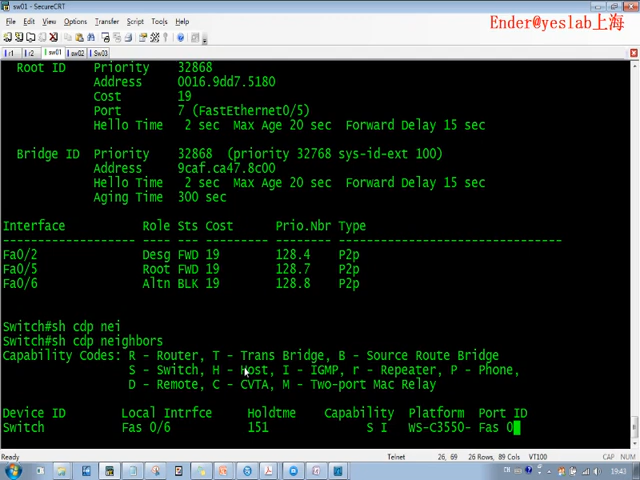 sw01 - SecureCRT
Ender@yeslab上海
File Edit View Options Transfer Script Tools Help
r1 r2 sw01 sw02 Sw03
Root ID Priority 32868
Address 0016.9dd7.5180
Cost 19
Port 7 (FastEthernet0/5)
Hello Time 2 sec Max Age 20 sec Forward Delay 15 sec
Bridge ID Priority 32868 (priority 32768 sys-id-ext 100)
Address 9caf.ca47.8c00
Hello Time 2 sec Max Age 20 sec Forward Delay 15 sec
Aging Time 300 sec
Interface Role Sts Cost Prio.Nbr Type
------------------- ---- --- --------- -------- --------------------------------
Fa0/2 Desg FWD 19 128.4 P2p
Fa0/5 Root FWD 19 128.7 P2p
Fa0/6 Altn BLK 19 128.8 P2p
Switch#sh cdp nei
Switch#sh cdp neighbors
Capability Codes: R - Router, T - Trans Bridge, B - Source Route Bridge
S - Switch, H - Host, I - IGMP, r - Repeater, P - Phone,
D - Remote, C - CVTA, M - Two-port Mac Relay
Device ID Local Intrfce Holdtme Capability Platform Port ID
Switch Fas 0/6 151 S I WS-C3550- Fas 0
Ready Telnet 26, 69 26 Rows, 89 Cols VT100 CAP NUM
CH 19:43